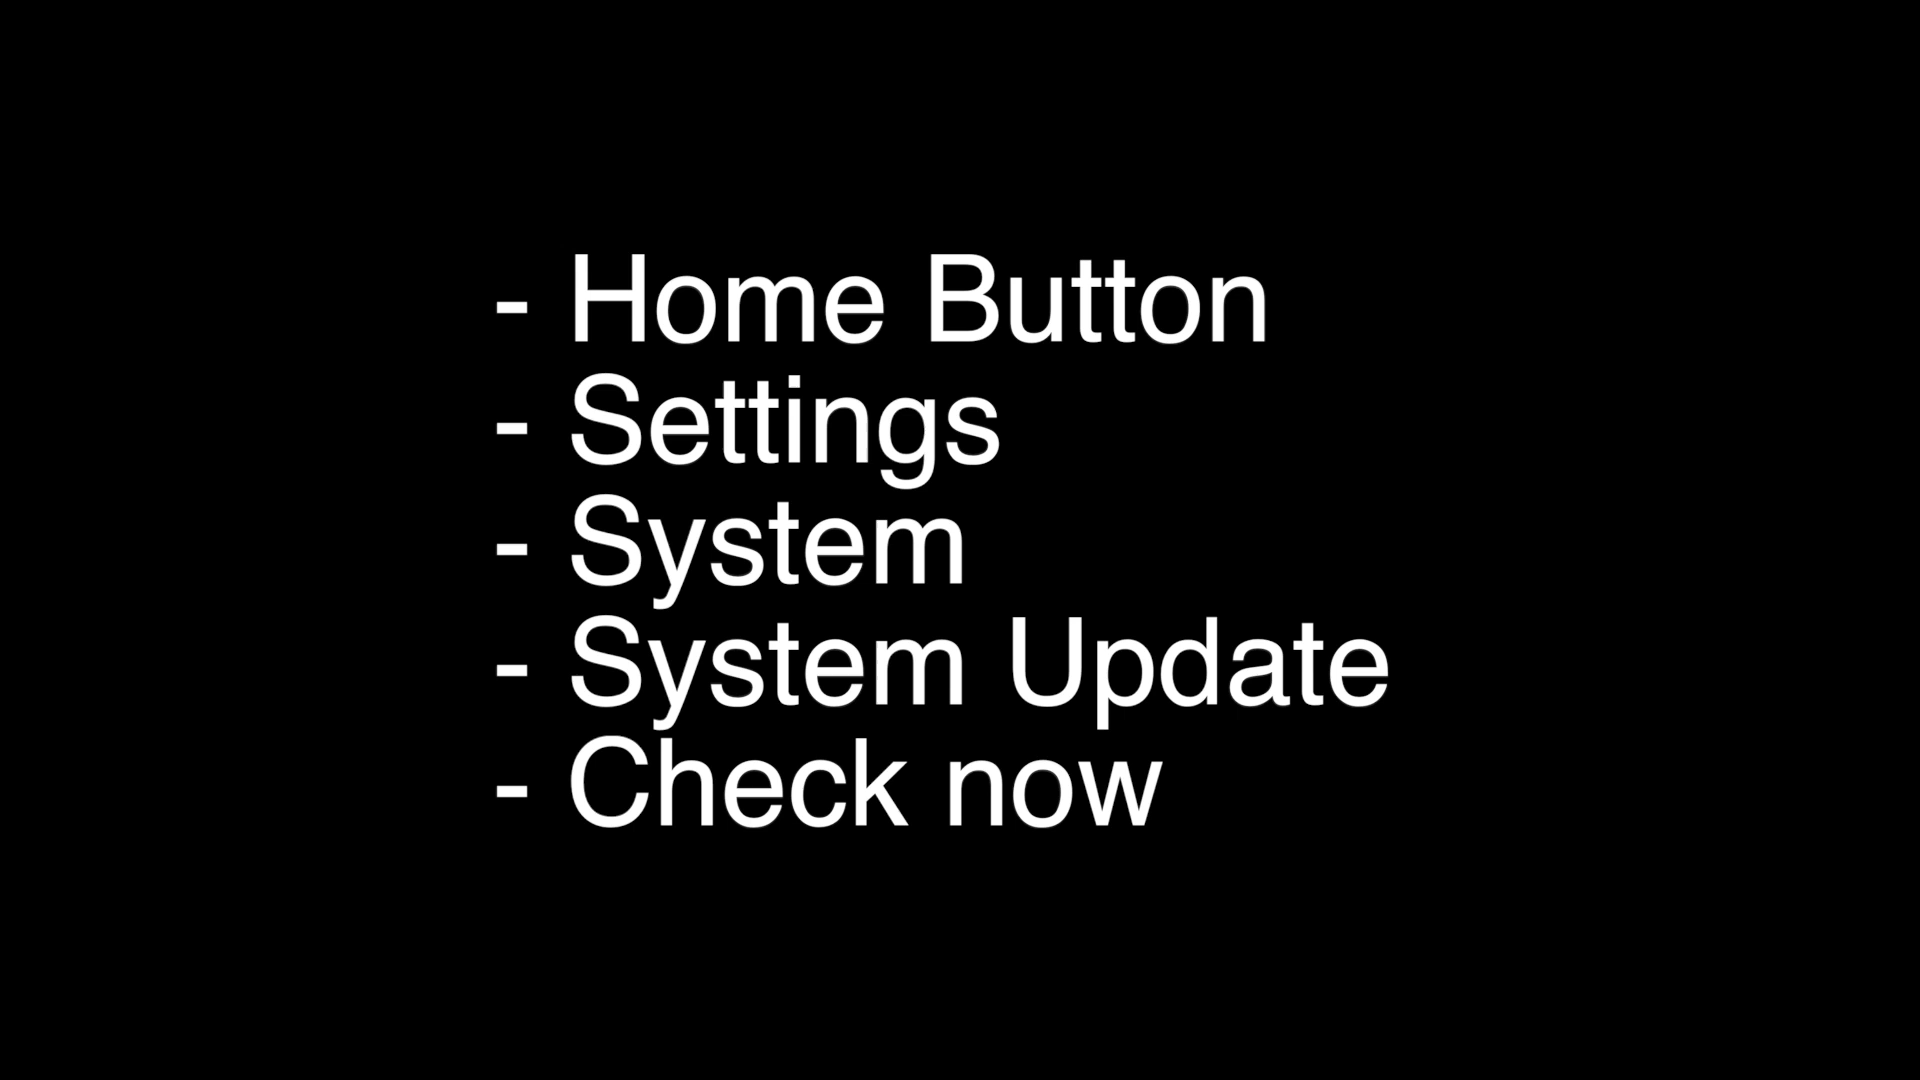 - Home Button
- Settings
- System
- System Update
- Check now